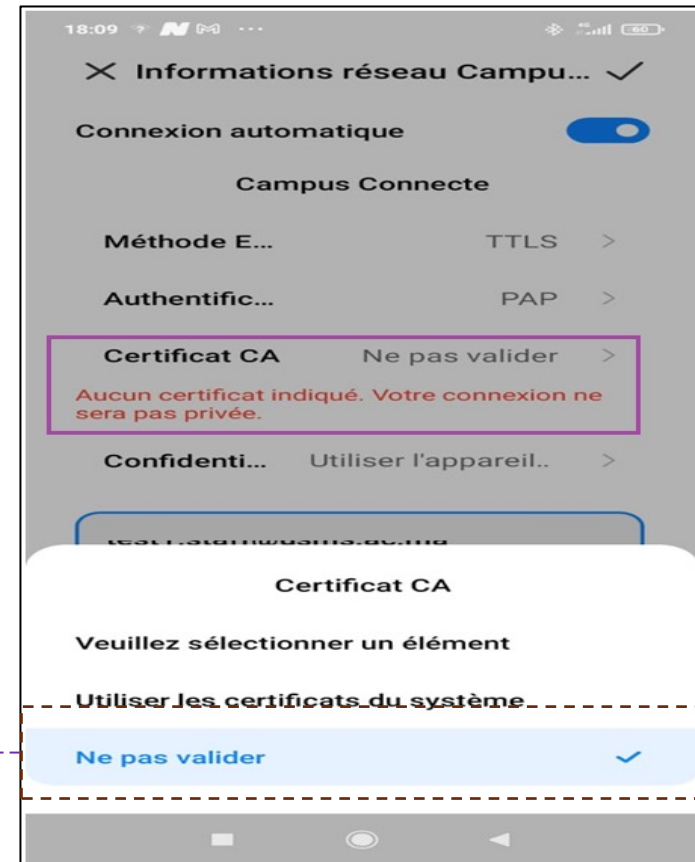 18:09 ...
60
Informations réseau Campu...
Connexion automatique
Campus Connecte
Méthode E... TTLS >
Authentific... PAP >
Certificat CA Ne pas valider >
Aucun certificat indiqué. Votre connexion ne
sera pas privée.
Confidenti... Utiliser l'appareil.. >
Certificat CA
Veuillez sélectionner un élément
Utiliser les certificats du système
Ne pas valider